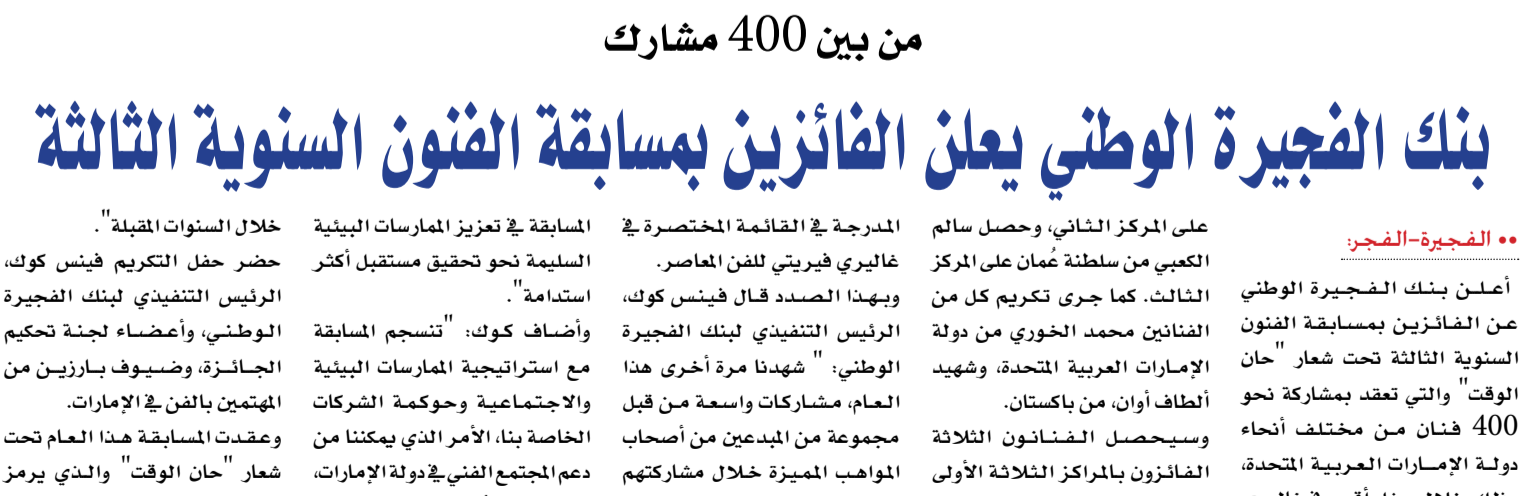 من بين 400 مشارك
بنك الفجيرة الوطني يعلن الفائزين بمسابقة الفنون السنوية الثالثة
•• الفجيرة-الفجر:
أعلن بنك الفجيرة الوطني
عن الفائزين بمسابقة الفنون
السنوية الثالثة تحت شعار "حان
الوقت" والتي تعقد بمشاركة نحو
400 فنان من مختلف أنحاء
دولة الإمارات العربية المتحدة،
على المركز الثاني، وحصل سالم
الكعبي من سلطنة عُمان على المركز
الثالث. كما جرى تكريم كل من
الفنانين محمد الخوري من دولة
الإمارات العربية المتحدة، وشهيد
ألطاف أوان، من باكستان.
وسيحصل الفنانون الثلاثة
الفائزون بالمراكز الثلاثة الأولى
المدرجة في القائمة المختصرة في
غاليري فيريتي للفن المعاصر.
وبهذا الصدد قال فينس كوك،
الرئيس التنفيذي لبنك الفجيرة
الوطني: " شهدنا مرة أخرى هذا
العام، مشاركات واسعة من قبل
مجموعة من المبدعين من أصحاب
المواهب المميزة خلال مشاركتهم
المسابقة في تعزيز الممارسات البيئية
السليمة نحو تحقيق مستقبل أكثر
استدامة".
وأضاف كوك: "تنسجم المسابقة
مع استراتيجية الممارسات البيئية
والاجتماعية وحوكمة الشركات
الخاصة بنا، الأمر الذي يمكننا من
دعم المجتمع الفني في دولة الإمارات،
خلال السنوات المقبلة".
حضر حفل التكريم فينس كوك،
الرئيس التنفيذي لبنك الفجيرة
الوطني، وأعضاء لجنة تحكيم
الجائزة، وضيوف بارزين من
المهتمين بالفن في الإمارات.
وعقدت المسابقة هذا العام تحت
شعار "حان الوقت" والذي يرمز